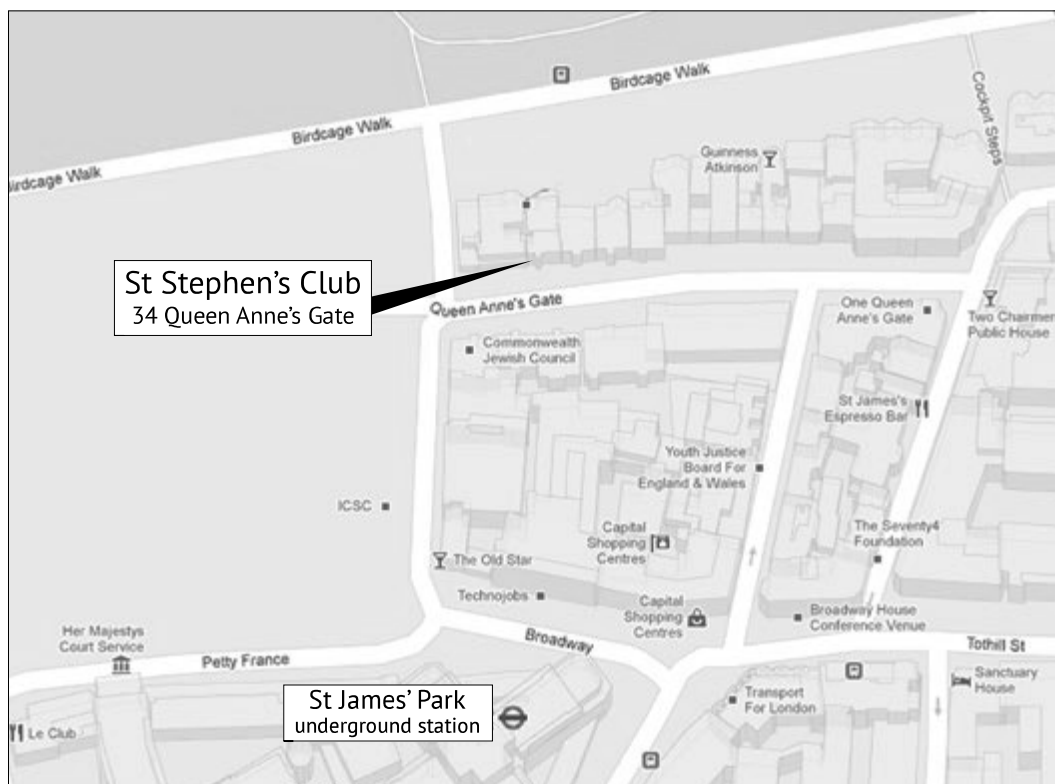 Birdcage Walk
Birdcage Walk
Birdcage Walk
Cockpit Steps
Guinness
Atkinson
St Stephen's Club
34 Queen Anne's Gate
Queen Anne's Gate
One Queen
Anne's Gate
Two Chairmen
Public House
Commonwealth
Jewish Council
St James's
Espresso Bar
Youth Justice
Board For
England & Wales
ICSC
Capital
Shopping
Centres
The Seventy4
Foundation
The Old Star
Technojobs
Capital
Shopping
Centres
Broadway House
Conference Venue
Her Majestys
Court Service
Petty France
Broadway
Tothill St
St James' Park
underground station
Transport
For London
Sanctuary
House
Le Club